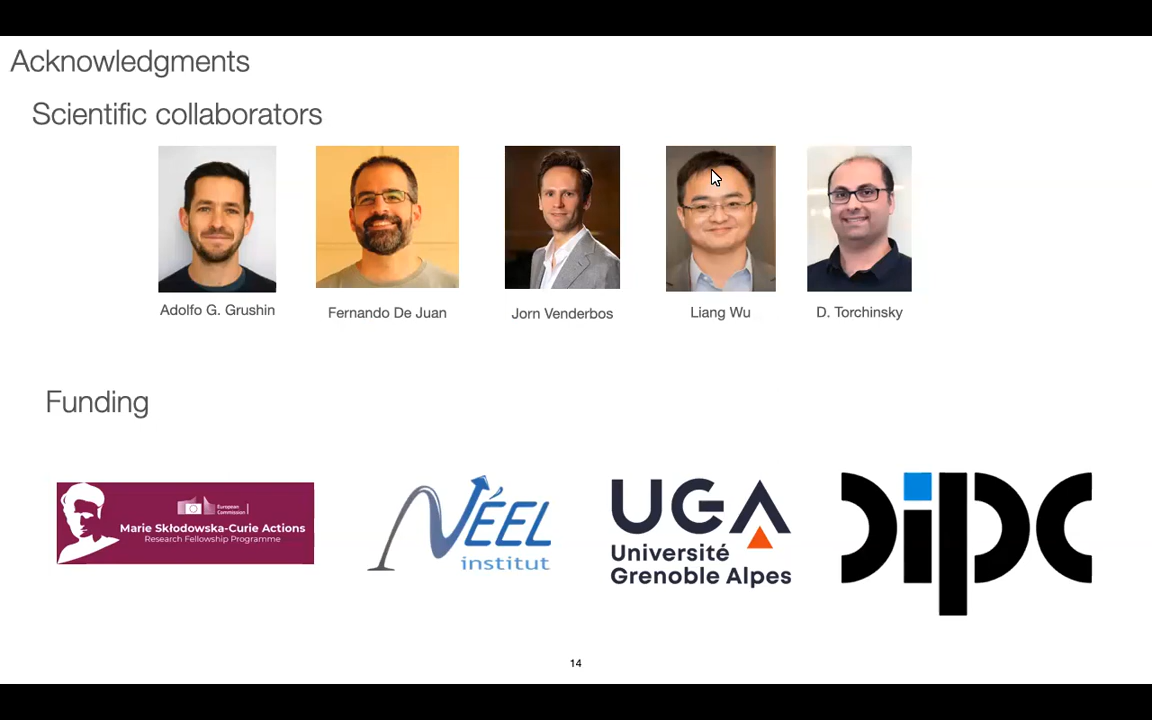 Acknowledgments
Scientific collaborators
Adolfo G. Grushin
Fernando De Juan
Jorn Venderbos
Liang Wu
D. Torchinsky
Funding
European
Commission
Marie Skłodowska-Curie Actions
Research Fellowship Programme
NÉEL
institut
UGA
Université
Grenoble Alpes
dipc
14